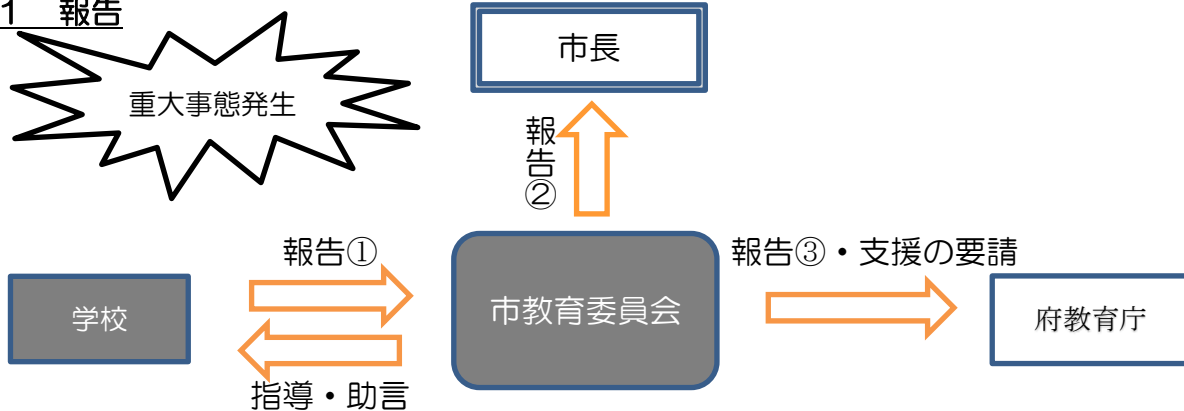 1　報告
重大事態発生
市長
報告②
報告①
報告③・支援の要請
学校
市教育委員会
府教育庁
指導・助言